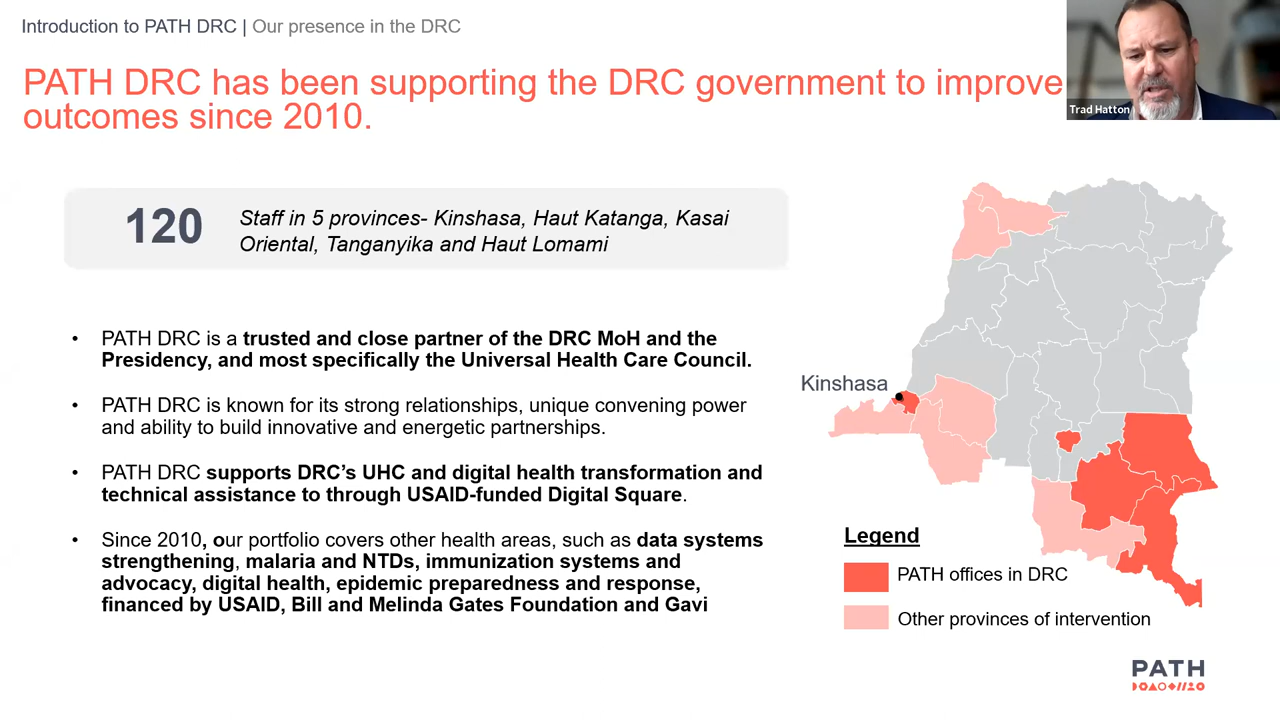 Introduction to PATH DRC | Our presence in the DRC
PATH DRC has been supporting the DRC government to improve
outcomes since 2010.
Trad Hatton
120
Staff in 5 provinces- Kinshasa, Haut Katanga, Kasai
Oriental, Tanganyika and Haut Lomami
• PATH DRC is a trusted and close partner of the DRC MoH and the
Presidency, and most specifically the Universal Health Care Council.
• PATH DRC is known for its strong relationships, unique convening power
and ability to build innovative and energetic partnerships.
• PATH DRC supports DRC’s UHC and digital health transformation and
technical assistance to through USAID-funded Digital Square.
• Since 2010, our portfolio covers other health areas, such as data systems
strengthening, malaria and NTDs, immunization systems and
advocacy, digital health, epidemic preparedness and response,
financed by USAID, Bill and Melinda Gates Foundation and Gavi
Kinshasa
Legend
PATH offices in DRC
Other provinces of intervention
PATH